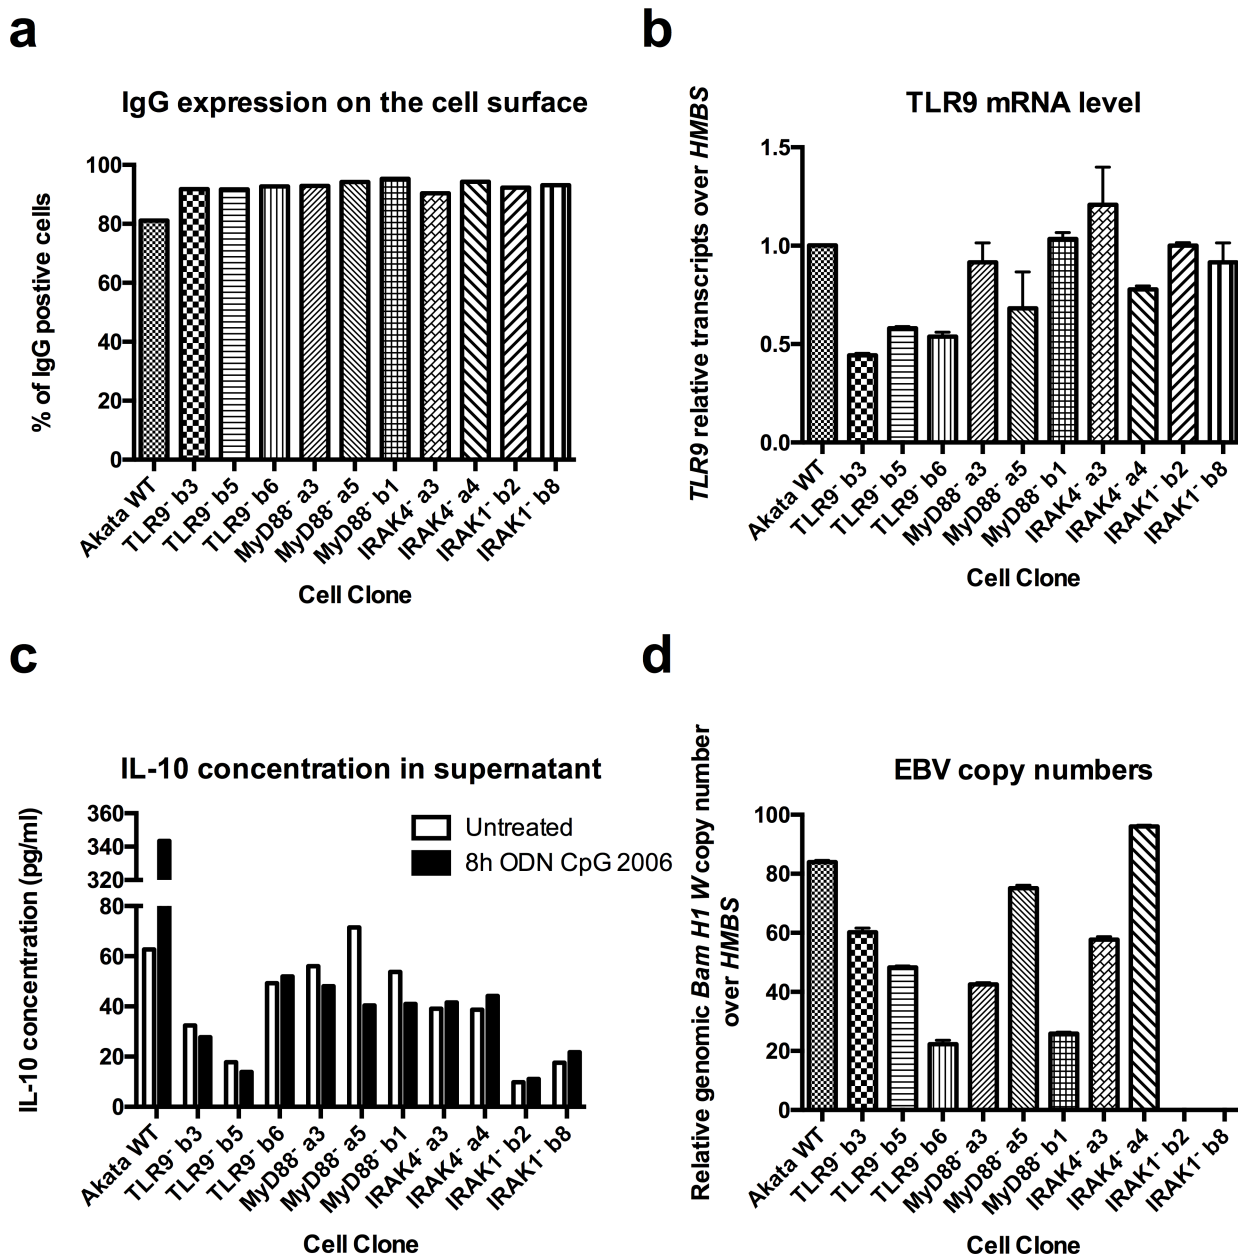 a
IgG expression on the cell surface
% of IgG postive cells
100
80
60
40
20
0
Akata WT
TLR9⁻ b3
TLR9⁻ b5
TLR9⁻ b6
MyD88⁻ a3
MyD88⁻ a5
MyD88⁻ b1
IRAK4⁻ a3
IRAK4⁻ a4
IRAK1⁻ b2
IRAK1⁻ b8
Cell Clone
b
TLR9 mRNA level
TLR9 relative transcripts over HMBS
1.5
1.0
0.5
0.0
Akata WT
TLR9⁻ b3
TLR9⁻ b5
TLR9⁻ b6
MyD88⁻ a3
MyD88⁻ a5
MyD88⁻ b1
IRAK4⁻ a3
IRAK4⁻ a4
IRAK1⁻ b2
IRAK1⁻ b8
Cell Clone
c
IL-10 concentration in supernatant
IL-10 concentration (pg/ml)
360
340
320
80
60
40
20
0
Untreated
8h ODN CpG 2006
Akata WT
TLR9⁻ b3
TLR9⁻ b5
TLR9⁻ b6
MyD88⁻ a3
MyD88⁻ a5
MyD88⁻ b1
IRAK4⁻ a3
IRAK4⁻ a4
IRAK1⁻ b2
IRAK1⁻ b8
Cell Clone
d
EBV copy numbers
Relative genomic Bam H1 W copy number
over HMBS
100
80
60
40
20
0
Akata WT
TLR9⁻ b3
TLR9⁻ b5
TLR9⁻ b6
MyD88⁻ a3
MyD88⁻ a5
MyD88⁻ b1
IRAK4⁻ a3
IRAK4⁻ a4
IRAK1⁻ b2
IRAK1⁻ b8
Cell Clone